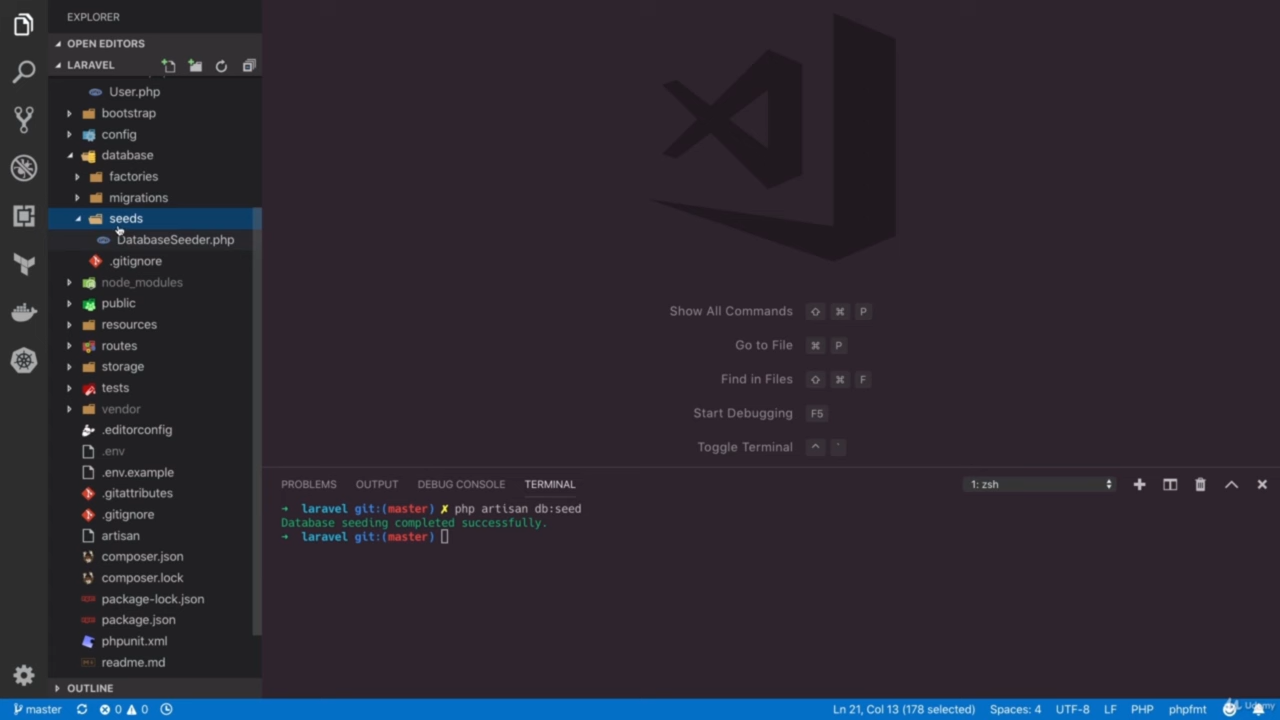 EXPLORER
OPEN EDITORS
LARAVEL
User.php
bootstrap
config
database
factories
migrations
seeds
DatabaseSeeder.php
.gitignore
node_modules
public
resources
routes
storage
tests
vendor
.editorconfig
.env
.env.example
.gitattributes
.gitignore
artisan
composer.json
composer.lock
package-lock.json
package.json
phpunit.xml
readme.md
OUTLINE
Show All Commands ⇧ ⌘ P
Go to File ⌘ P
Find in Files ⇧ ⌘ F
Start Debugging F5
Toggle Terminal ^ `
PROBLEMS OUTPUT DEBUG CONSOLE TERMINAL 1: zsh
➜ laravel git:(master) ✗ php artisan db:seed
Database seeding completed successfully.
➜ laravel git:(master)
master 0 0 Ln 21, Col 13 (178 selected) Spaces: 4 UTF-8 LF PHP phpfmt
Udemy